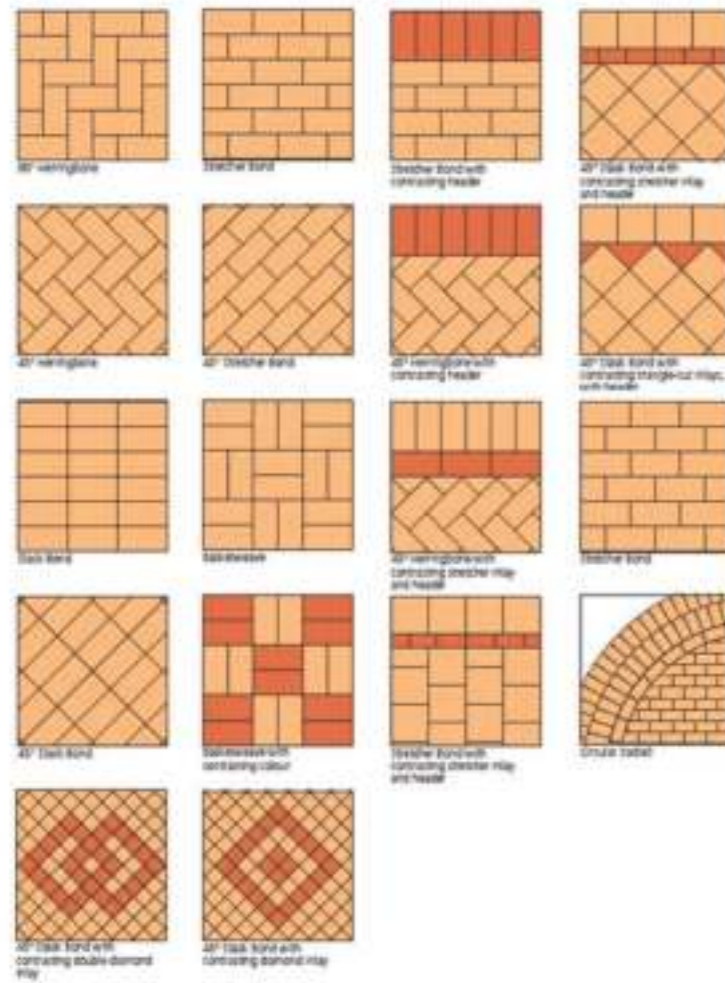 90° Herringbone
Stretcher Bond
Stretcher Bond with
contrasting header
45° Stack Bond with
contrasting stretcher inlay
and header
45° Herringbone
45° Stretcher Bond
45° Herringbone with
contrasting header
45° Stack Bond with
contrasting triangle-cut inlays,
with header
Stack Bond
Basketweave
45° Herringbone with
contrasting stretcher inlay
and header
Stretcher Bond
45° Stack Bond
Basketweave with
contrasting colour
Stretcher Bond with
contrasting stretcher inlay
and header
Circular
45° Stack Bond with
contrasting double-diamond
inlay
45° Stack Bond with
contrasting diamond inlay